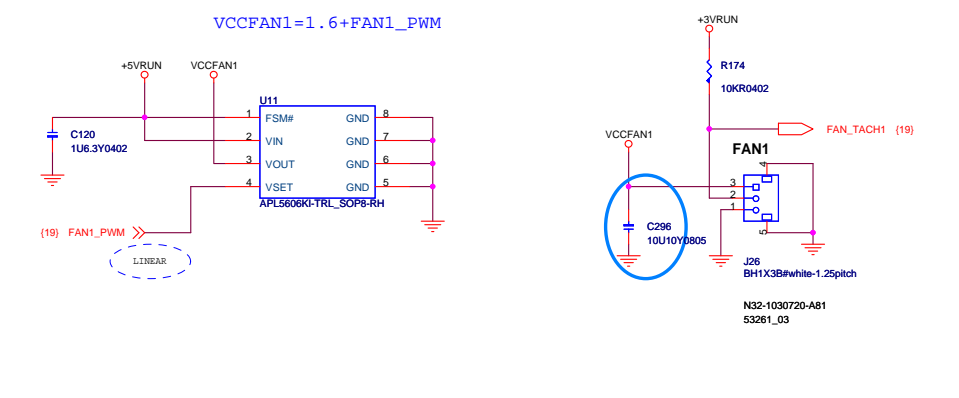 VCCFAN1=1.6+FAN1_PWM
+5VRUN
VCCFAN1
U11
1 FSM# GND 8
2 VIN GND 7
3 VOUT GND 6
4 VSET GND 5
APL5606KI-TRL_SOP8-RH
C120
1U6.3Y0402
{19} FAN1_PWM
LINEAR
+3VRUN
R174
10KR0402
FAN_TACH1 {19}
VCCFAN1
FAN1
4
3
2
1
5
C296
10U10Y0805
J26
BH1X3B#white-1.25pitch
N32-1030720-A81
53261_03